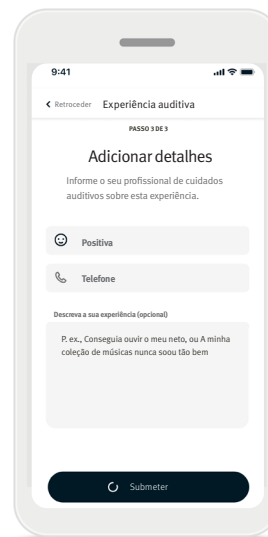 9:41
Retroceder Experiência auditiva
PASSO 3 DE 3
Adicionar detalhes
Informe o seu profissional de cuidados
auditivos sobre esta experiência.
Positiva
Telefone
Descreva a sua experiência (opcional)
P. ex., Conseguia ouvir o meu neto, ou A minha
coleção de músicas nunca soou tão bem
Submeter